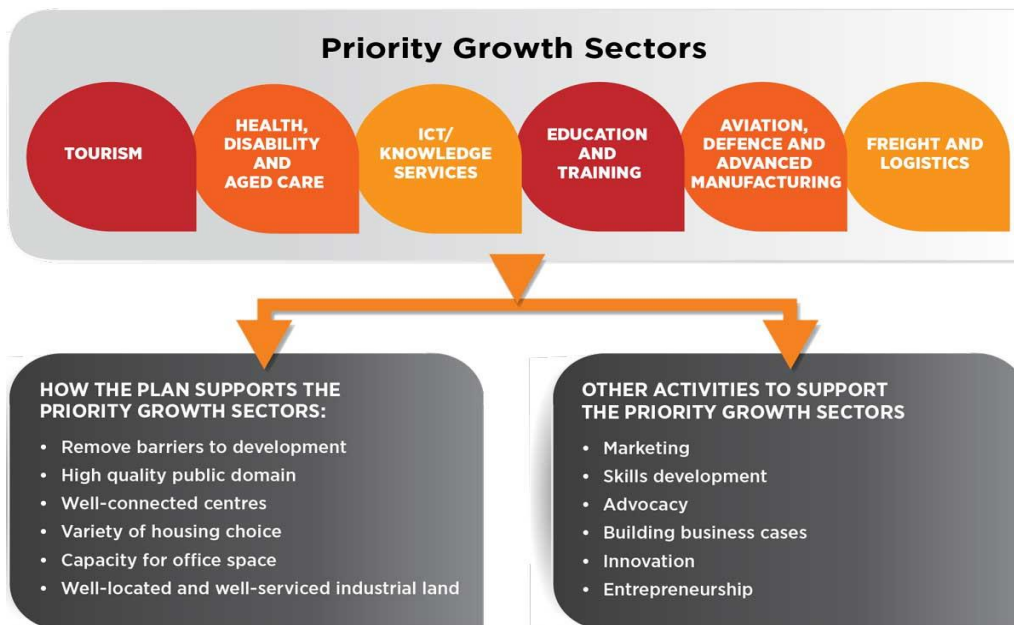 Priority Growth Sectors
TOURISM
HEALTH,
DISABILITY
AND
AGED CARE
ICT/
KNOWLEDGE
SERVICES
EDUCATION
AND
TRAINING
AVIATION,
DEFENCE AND
ADVANCED
MANUFACTURING
FREIGHT AND
LOGISTICS
HOW THE PLAN SUPPORTS THE
PRIORITY GROWTH SECTORS:
• Remove barriers to development
• High quality public domain
• Well-connected centres
• Variety of housing choice
• Capacity for office space
• Well-located and well-serviced industrial land
OTHER ACTIVITIES TO SUPPORT
THE PRIORITY GROWTH SECTORS
• Marketing
• Skills development
• Advocacy
• Building business cases
• Innovation
• Entrepreneurship